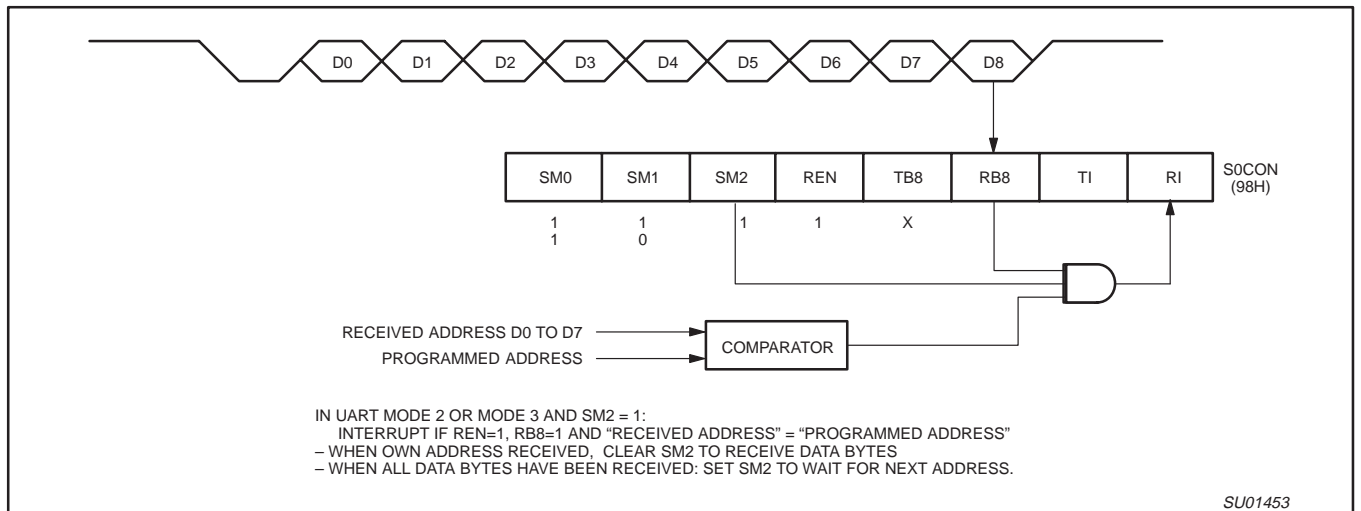 D0 D1 D2 D3 D4 D5 D6 D7 D8
SM0 SM1 SM2 REN TB8 RB8 TI RI
S0CON
(98H)
1 1 1 1 X
1 0
RECEIVED ADDRESS D0 TO D7
PROGRAMMED ADDRESS
COMPARATOR
IN UART MODE 2 OR MODE 3 AND SM2 = 1:
INTERRUPT IF REN=1, RB8=1 AND “RECEIVED ADDRESS” = “PROGRAMMED ADDRESS”
– WHEN OWN ADDRESS RECEIVED, CLEAR SM2 TO RECEIVE DATA BYTES
– WHEN ALL DATA BYTES HAVE BEEN RECEIVED: SET SM2 TO WAIT FOR NEXT ADDRESS.
SU01453